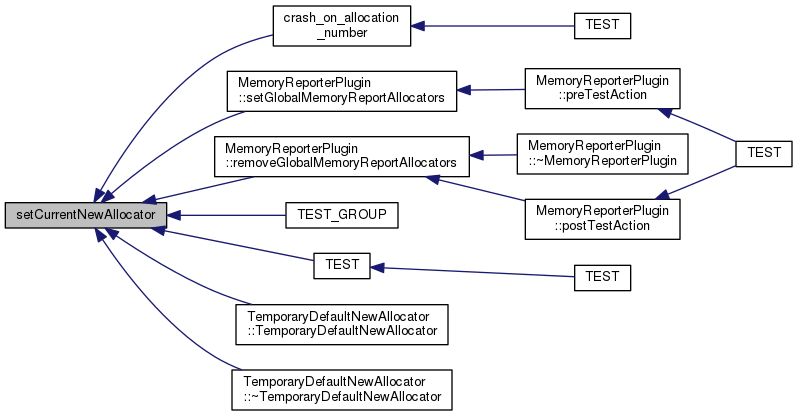 crash_on_allocation
_number
TEST
MemoryReporterPlugin
::setGlobalMemoryReportAllocators
MemoryReporterPlugin
::preTestAction
MemoryReporterPlugin
::removeGlobalMemoryReportAllocators
MemoryReporterPlugin
::~MemoryReporterPlugin
TEST
setCurrentNewAllocator
TEST_GROUP
MemoryReporterPlugin
::postTestAction
TEST
TEST
TemporaryDefaultNewAllocator
::TemporaryDefaultNewAllocator
TemporaryDefaultNewAllocator
::~TemporaryDefaultNewAllocator